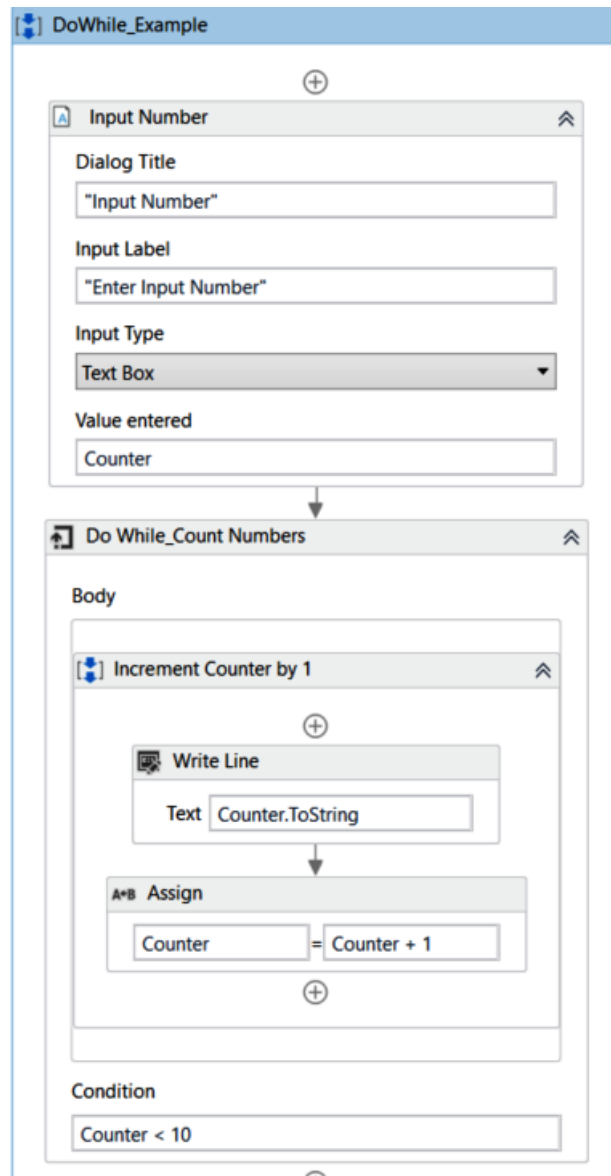 DoWhile_Example
Input Number
Dialog Title
"Input Number"
Input Label
"Enter Input Number"
Input Type
Text Box
Value entered
Counter
Do While_Count Numbers
Body
Increment Counter by 1
Write Line
Text Counter.ToString
A+B Assign
Counter = Counter + 1
Condition
Counter < 10